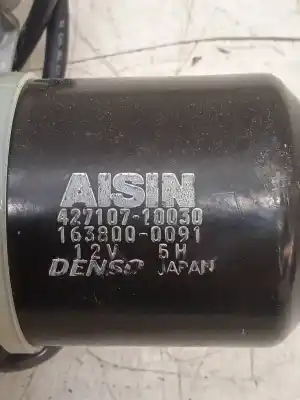 AISIN
427107-10030
163800-0091
12V 5H
DENSO JAPAN